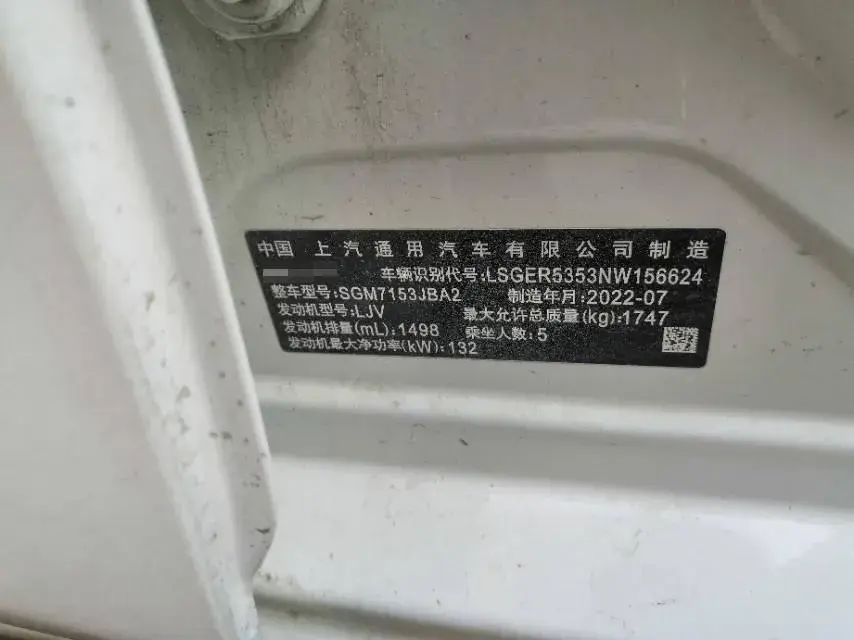 中国 上汽通用汽车有限公司制造
车辆识别代号:LSGER5353NW156624
整车型号:SGM7153JBA2 制造年月:2022-07
发动机型号:LJV 最大允许总质量(kg):1747
发动机排量(mL):1498 乘坐人数:5
发动机最大净功率(kW):132